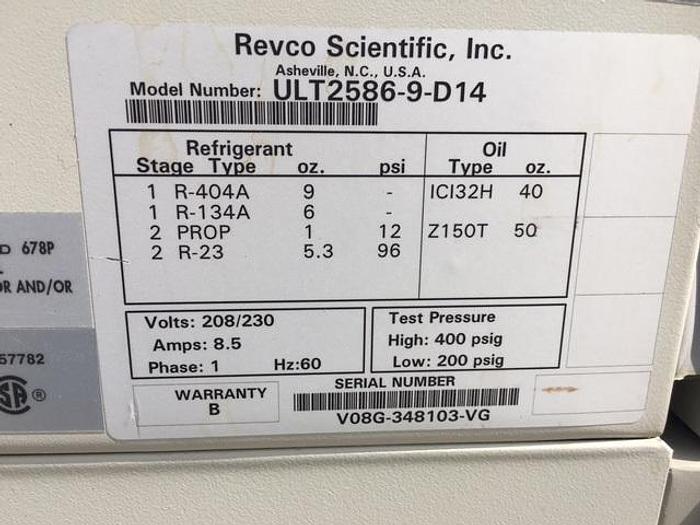 Revco Scientific, Inc.
Asheville, N.C., U.S.A.
Model Number: ULT2586-9-D14
Refrigerant Oil
Stage Type oz. psi Type oz.
1 R-404A 9 - ICI32H 40
1 R-134A 6 -
2 PROP 1 12 Z150T 50
2 R-23 5.3 96
678P
OR AND/OR
57782
SA ®
Volts: 208/230
Amps: 8.5
Phase: 1 Hz:60
Test Pressure
High: 400 psig
Low: 200 psig
WARRANTY
B
SERIAL NUMBER
V08G-348103-VG